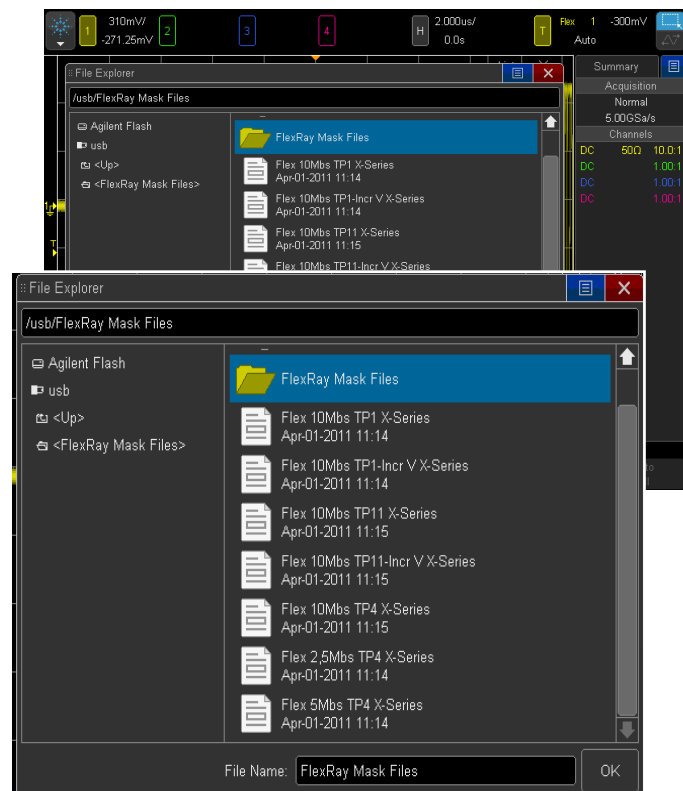 310mV/
1
-271.25mV
2
3
4
H
2.000us/
0.0s
T
Flex 1 -300mV
Auto
File Explorer
/usb/FlexRay Mask Files
Agilent Flash
usb
<Up>
<FlexRay Mask Files>
FlexRay Mask Files
Flex 10Mbs TP1 X-Series
Apr-01-2011 11:14
Flex 10Mbs TP1-Incr V X-Series
Apr-01-2011 11:14
Flex 10Mbs TP11 X-Series
Apr-01-2011 11:15
Flex 10Mbs TP11-Incr V X-Series
Summary
Acquisition
Normal
5.00GSa/s
Channels
DC 50Ω 10.0:1
DC 1.00:1
DC 1.00:1
DC 1.00:1
1
T
File Explorer
/usb/FlexRay Mask Files
Agilent Flash
usb
<Up>
<FlexRay Mask Files>
FlexRay Mask Files
Flex 10Mbs TP1 X-Series
Apr-01-2011 11:14
Flex 10Mbs TP1-Incr V X-Series
Apr-01-2011 11:14
Flex 10Mbs TP11 X-Series
Apr-01-2011 11:15
Flex 10Mbs TP11-Incr V X-Series
Apr-01-2011 11:15
Flex 10Mbs TP4 X-Series
Apr-01-2011 11:15
Flex 2,5Mbs TP4 X-Series
Apr-01-2011 11:14
Flex 5Mbs TP4 X-Series
Apr-01-2011 11:14
File Name: FlexRay Mask Files
OK